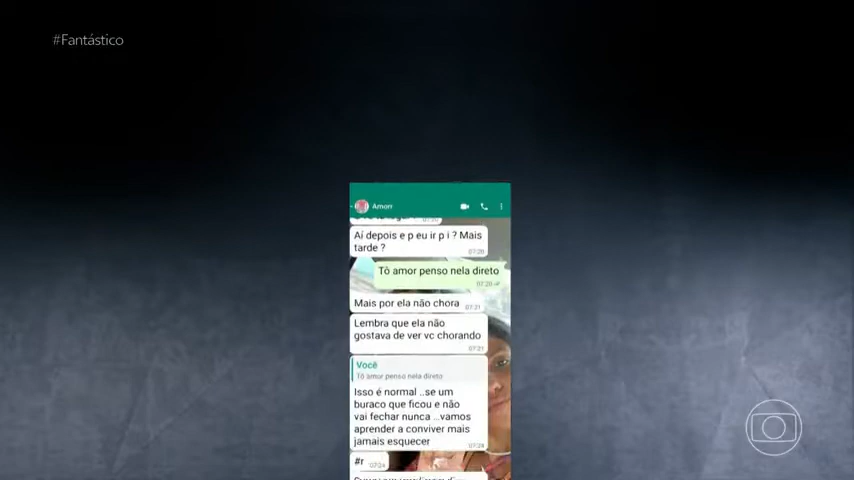 #Fantástico
Amorr
07:20
Aí depois e p eu ir p i ? Mais
tarde ?
07:20
Tô amor penso nela direto
07:20
Mais por ela não chora
07:21
Lembra que ela não
gostava de ver vc chorando
07:21
Você
Tô amor penso nela direto
Isso é normal ..se um
buraco que ficou e não
vai fechar nunca ...vamos
aprender a conviver mais
jamais esquecer
07:24
#r
07:24